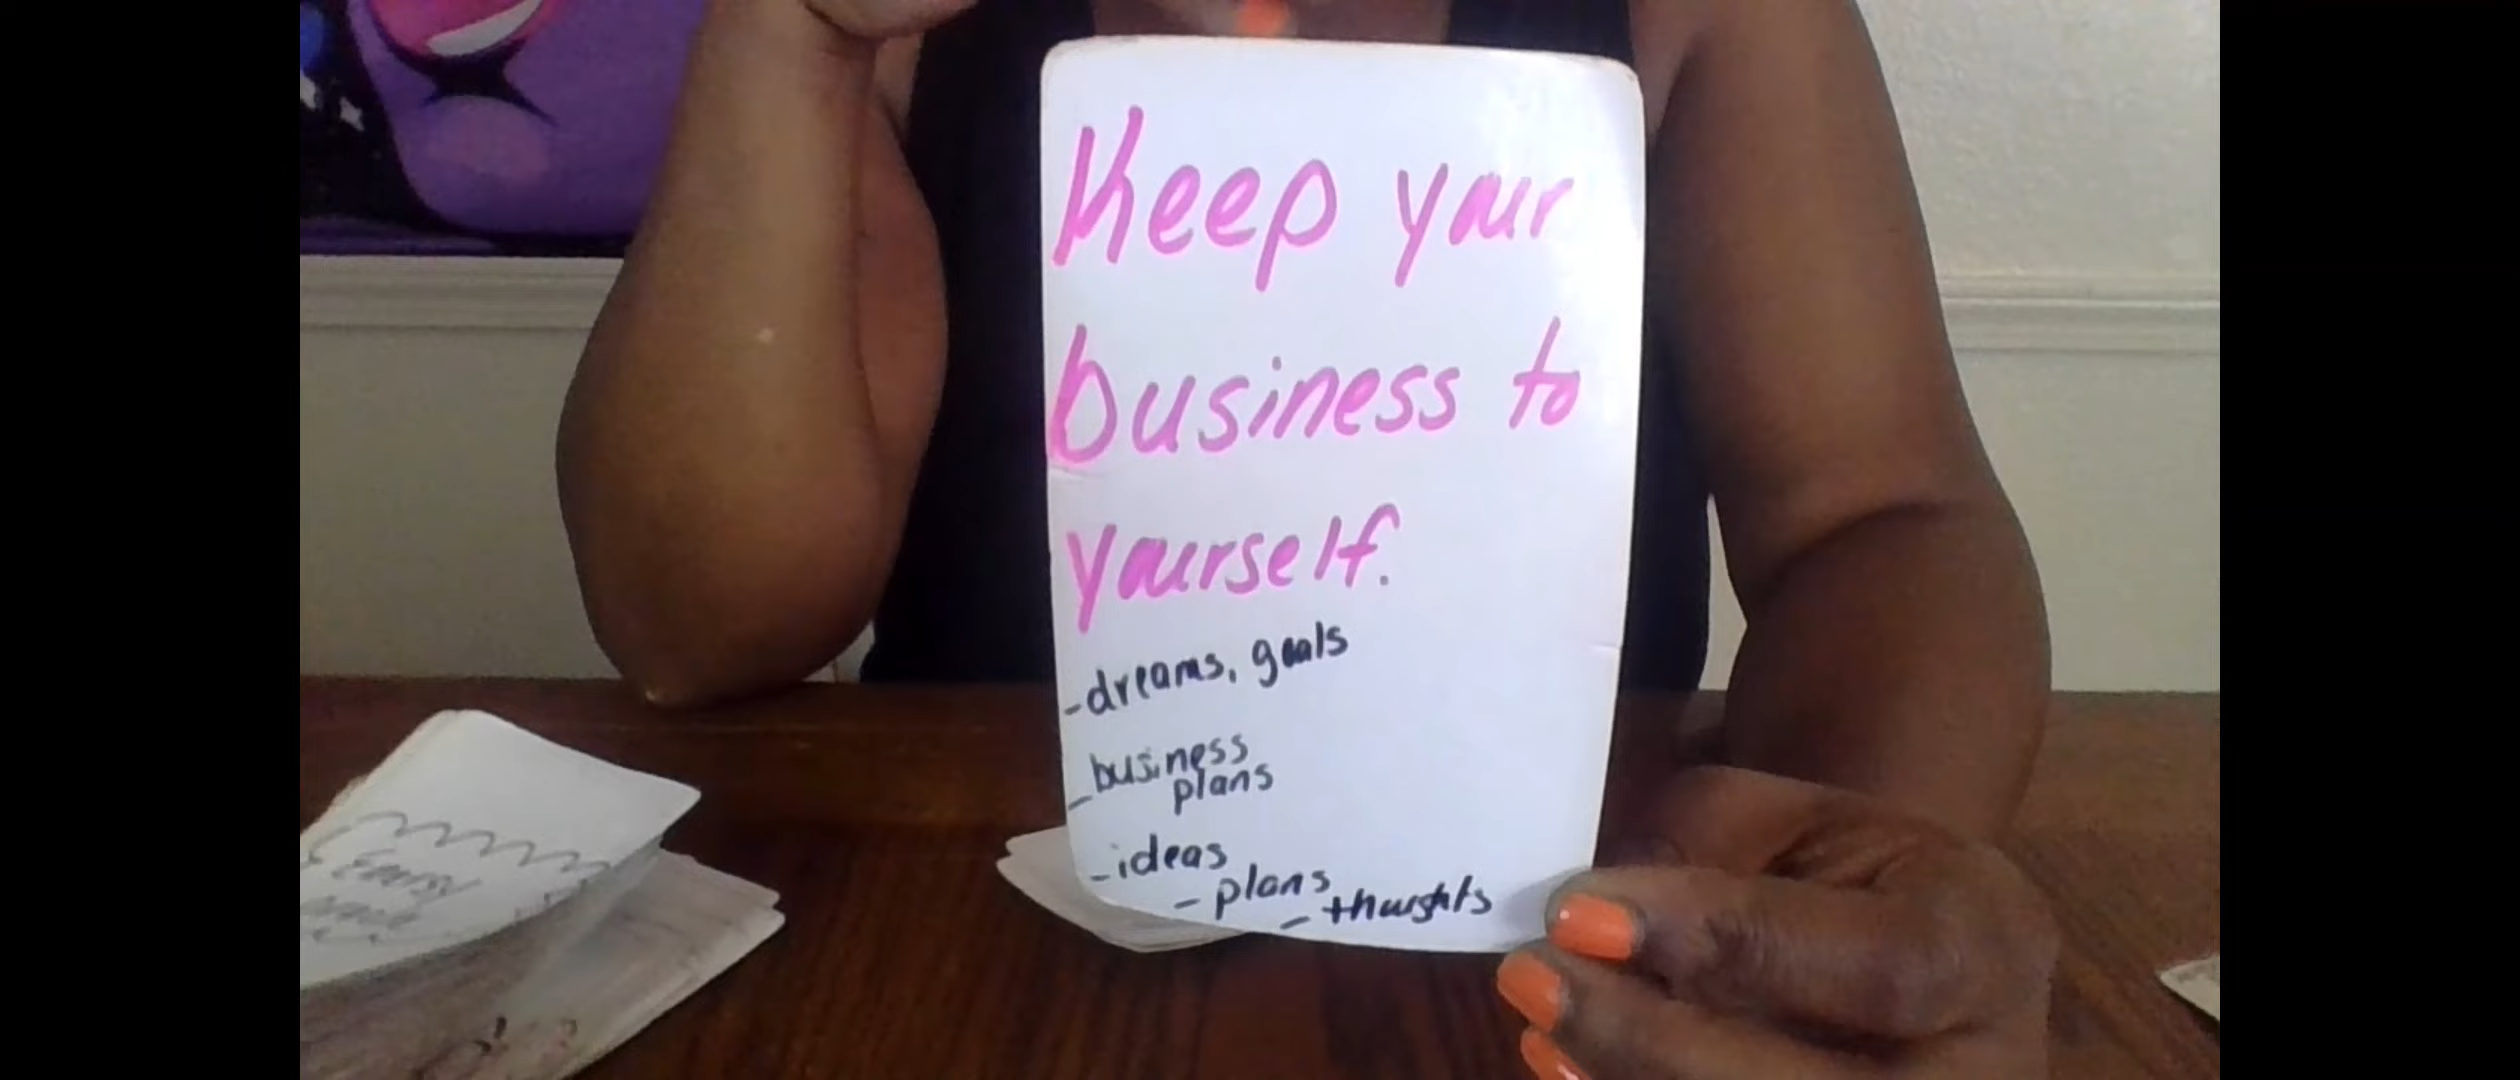 Keep your
business to
yourself.
-dreams, goals
-business
plans
-ideas
-plans
-thoughts